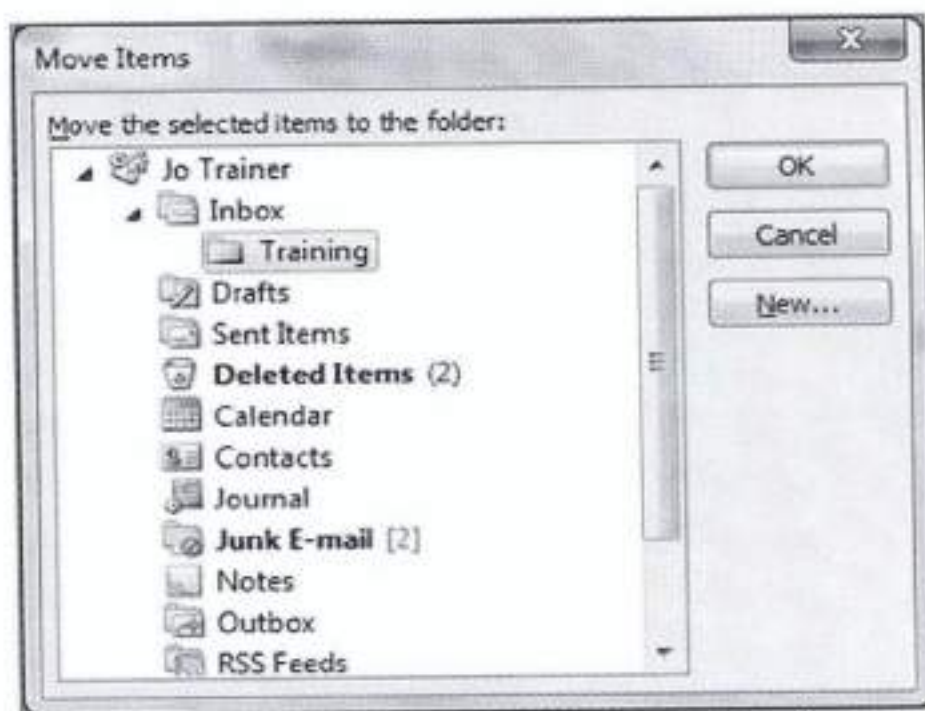 Move Items
Move the selected items to the folder:
Jo Trainer
Inbox
Training
Drafts
Sent Items
Deleted Items (2)
Calendar
Contacts
Journal
Junk E-mail [2]
Notes
Outbox
RSS Feeds
OK
Cancel
New...